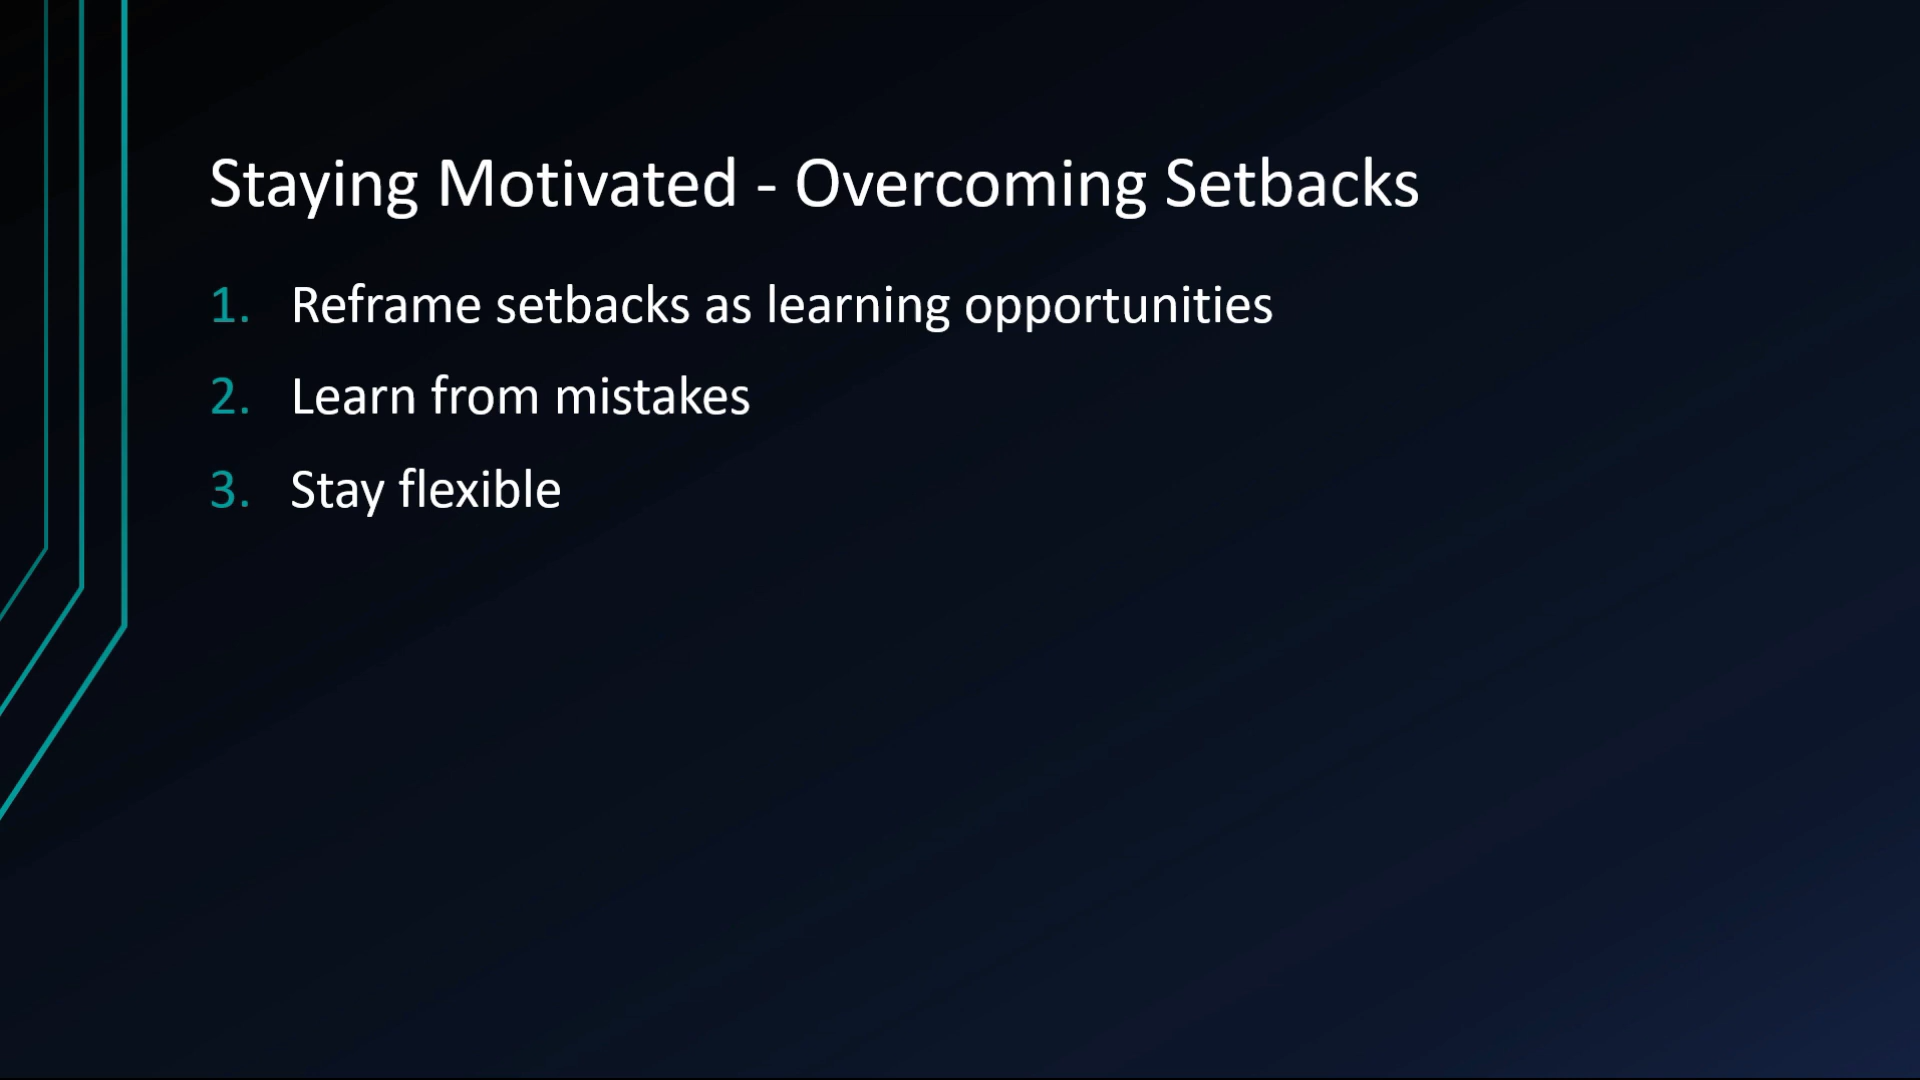 Staying Motivated - Overcoming Setbacks
1. Reframe setbacks as learning opportunities
2. Learn from mistakes
3. Stay flexible